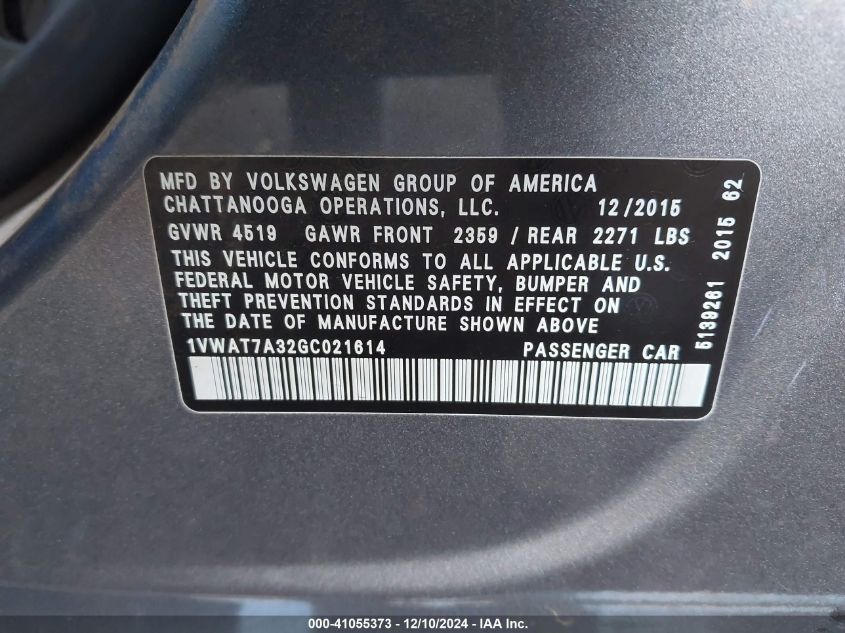 MFD BY VOLKSWAGEN GROUP OF AMERICA
CHATTANOOGA OPERATIONS, LLC. 12/2015
GVWR 4519 GAWR FRONT 2359 / REAR 2271 LBS
THIS VEHICLE CONFORMS TO ALL APPLICABLE U.S.
FEDERAL MOTOR VEHICLE SAFETY, BUMPER AND
THEFT PREVENTION STANDARDS IN EFFECT ON
THE DATE OF MANUFACTURE SHOWN ABOVE
1VWAT7A32GC021614 PASSENGER CAR
5139261 2015 62
000-41055373 - 12/10/2024 - IAA Inc.